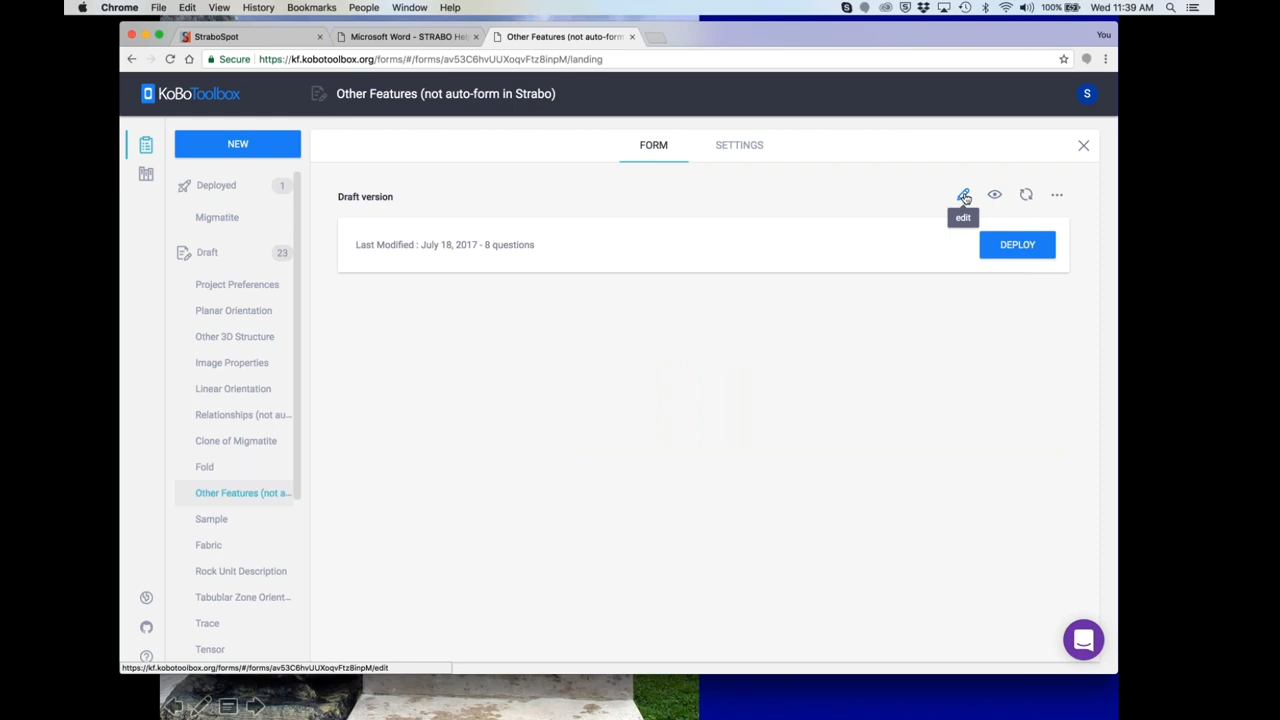 Chrome File Edit View History Bookmarks People Window Help 100% Wed 11:39 AM
StraboSpot Microsoft Word - STRABO He Other Features (not auto-form You
Secure https://kf.kobotoolbox.org/forms/#/forms/av53C6hvUUXoqvFtz8inpM/landing
KoBoToolbox Other Features (not auto-form in Strabo) S
NEW FORM SETTINGS
Deployed 1
Draft version
Migmatite edit
Last Modified : July 18, 2017 - 8 questions DEPLOY
Draft 23
Project Preferences
Planar Orientation
Other 3D Structure
Image Properties
Linear Orientation
Relationships (not au...
Clone of Migmatite
Fold
Other Features (not a...
Sample
Fabric
Rock Unit Description
Tabublar Zone Orient...
Trace
Tensor
https://kf.kobotoolbox.org/forms/#/forms/av53C6hvUUXoqvFtz8inpM/edit